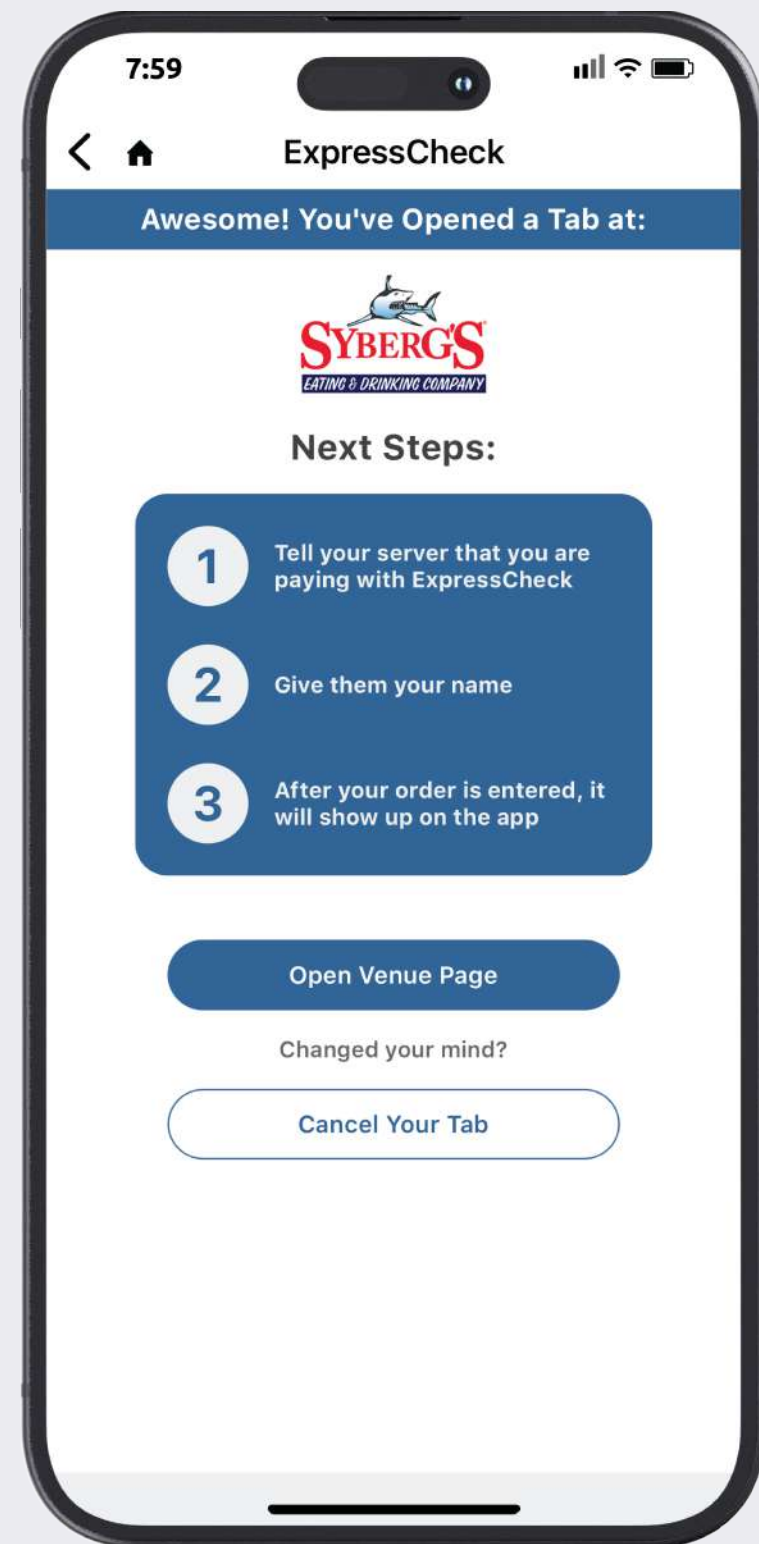 7:59
ExpressCheck
Awesome! You've Opened a Tab at:
SYBERG'S
EATING & DRINKING COMPANY
Next Steps:
1
Tell your server that you are
paying with ExpressCheck
2
Give them your name
3
After your order is entered, it
will show up on the app
Open Venue Page
Changed your mind?
Cancel Your Tab